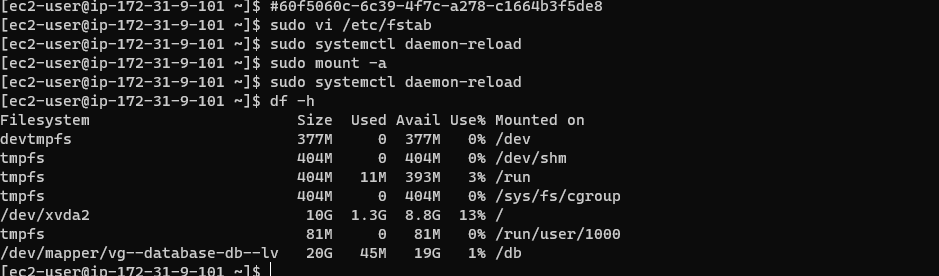 [ec2-user@ip-172-31-9-101 ~]$ #60f5060c-6c39-4f7c-a278-c1664b3f5de8
[ec2-user@ip-172-31-9-101 ~]$ sudo vi /etc/fstab
[ec2-user@ip-172-31-9-101 ~]$ sudo systemctl daemon-reload
[ec2-user@ip-172-31-9-101 ~]$ sudo mount -a
[ec2-user@ip-172-31-9-101 ~]$ sudo systemctl daemon-reload
[ec2-user@ip-172-31-9-101 ~]$ df -h
Filesystem                       Size  Used Avail Use% Mounted on
devtmpfs                         377M     0  377M   0% /dev
tmpfs                            404M     0  404M   0% /dev/shm
tmpfs                            404M   11M  393M   3% /run
tmpfs                            404M     0  404M   0% /sys/fs/cgroup
/dev/xvda2                        10G  1.3G  8.8G  13% /
tmpfs                             81M     0   81M   0% /run/user/1000
/dev/mapper/vg--database-db--lv   20G   45M   19G   1% /db
[ec2-user@ip-172-31-9-101 ~]$